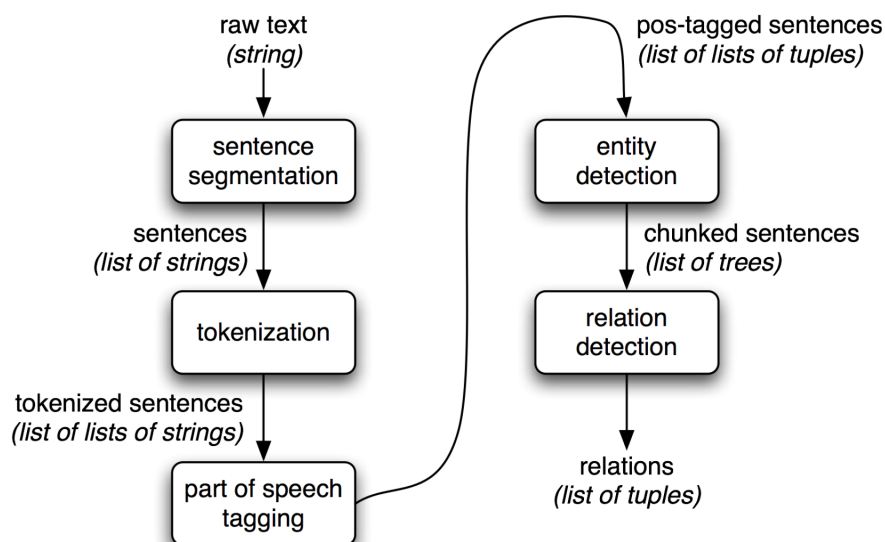 raw text
(string)
sentence
segmentation
sentences
(list of strings)
tokenization
tokenized sentences
(list of lists of strings)
part of speech
tagging
pos-tagged sentences
(list of lists of tuples)
entity
detection
chunked sentences
(list of trees)
relation
detection
relations
(list of tuples)